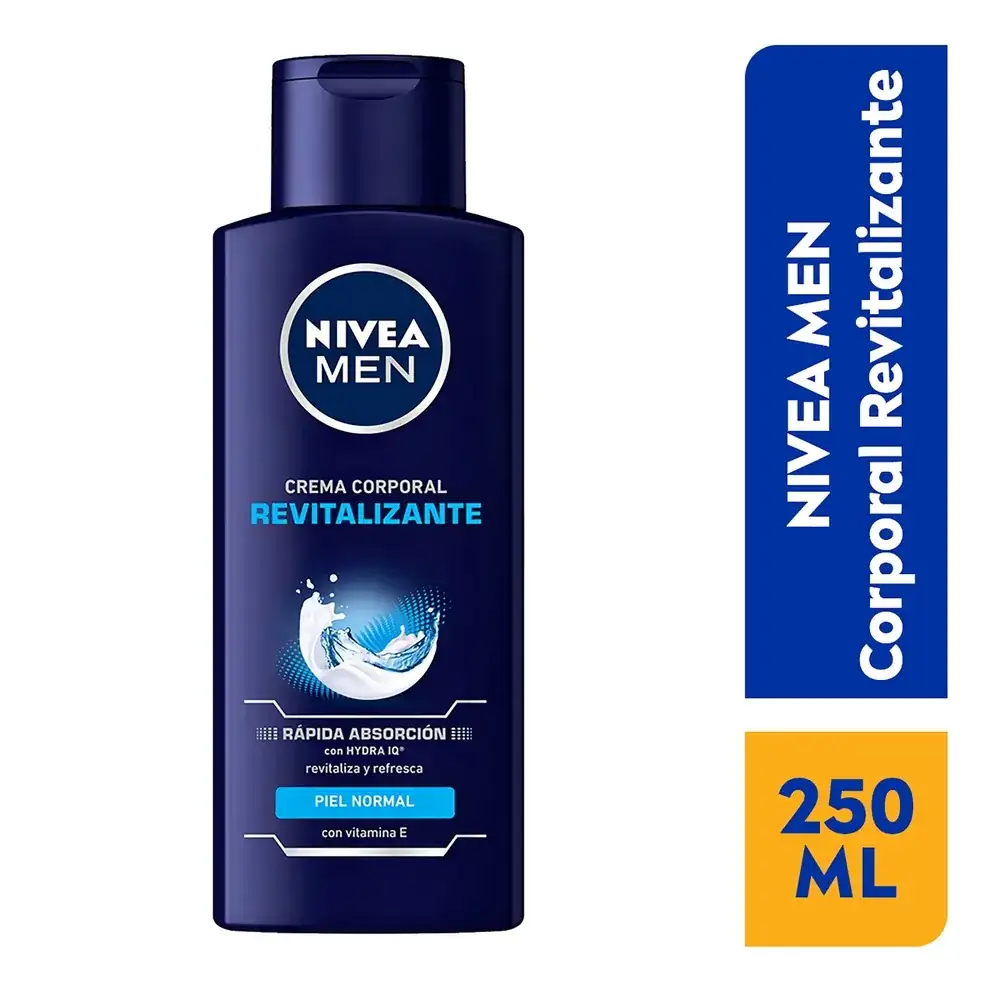 NIVEA
MEN
CREMA CORPORAL
REVITALIZANTE
RÁPIDA ABSORCIÓN
con HYDRA IQ®
revitaliza y refresca
PIEL NORMAL
con vitamina E
NIVEA MEN
Corporal Revitalizante
250
ML